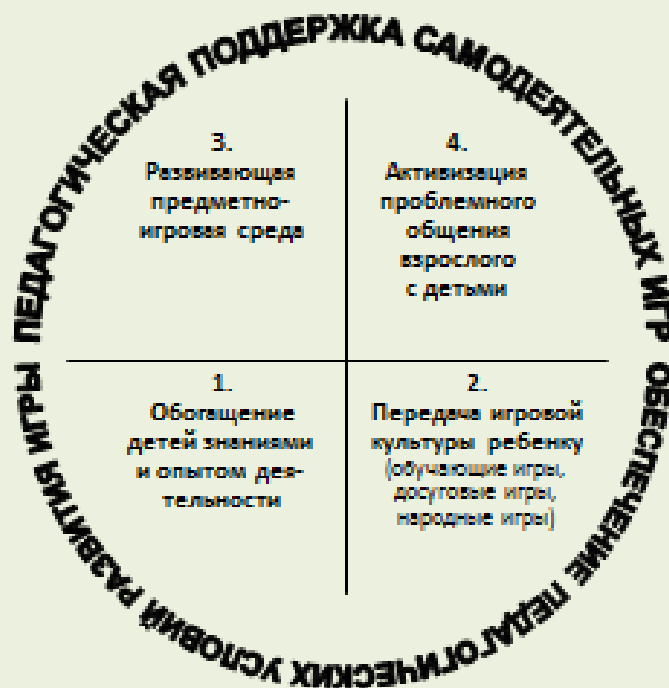 ПЕДАГОГИЧЕСКАЯ ПОДДЕРЖКА САМОДЕЯТЕЛЬНЫХ ИГР
3.
Развивающая
предметно-
игровая среда
4.
Активизация
проблемного
общения
взрослого
с детьми
1.
Обогащение
детей знаниями
и опытом дея-
тельности
2.
Передача игровой
культуры ребенку
(обучающие игры,
досуговые игры,
народные игры)
ОБЕСПЕЧЕНИЕ ПЕДАГОГИЧЕСКИХ УСЛОВИЙ РАЗВИТИЯ ИГРЫ